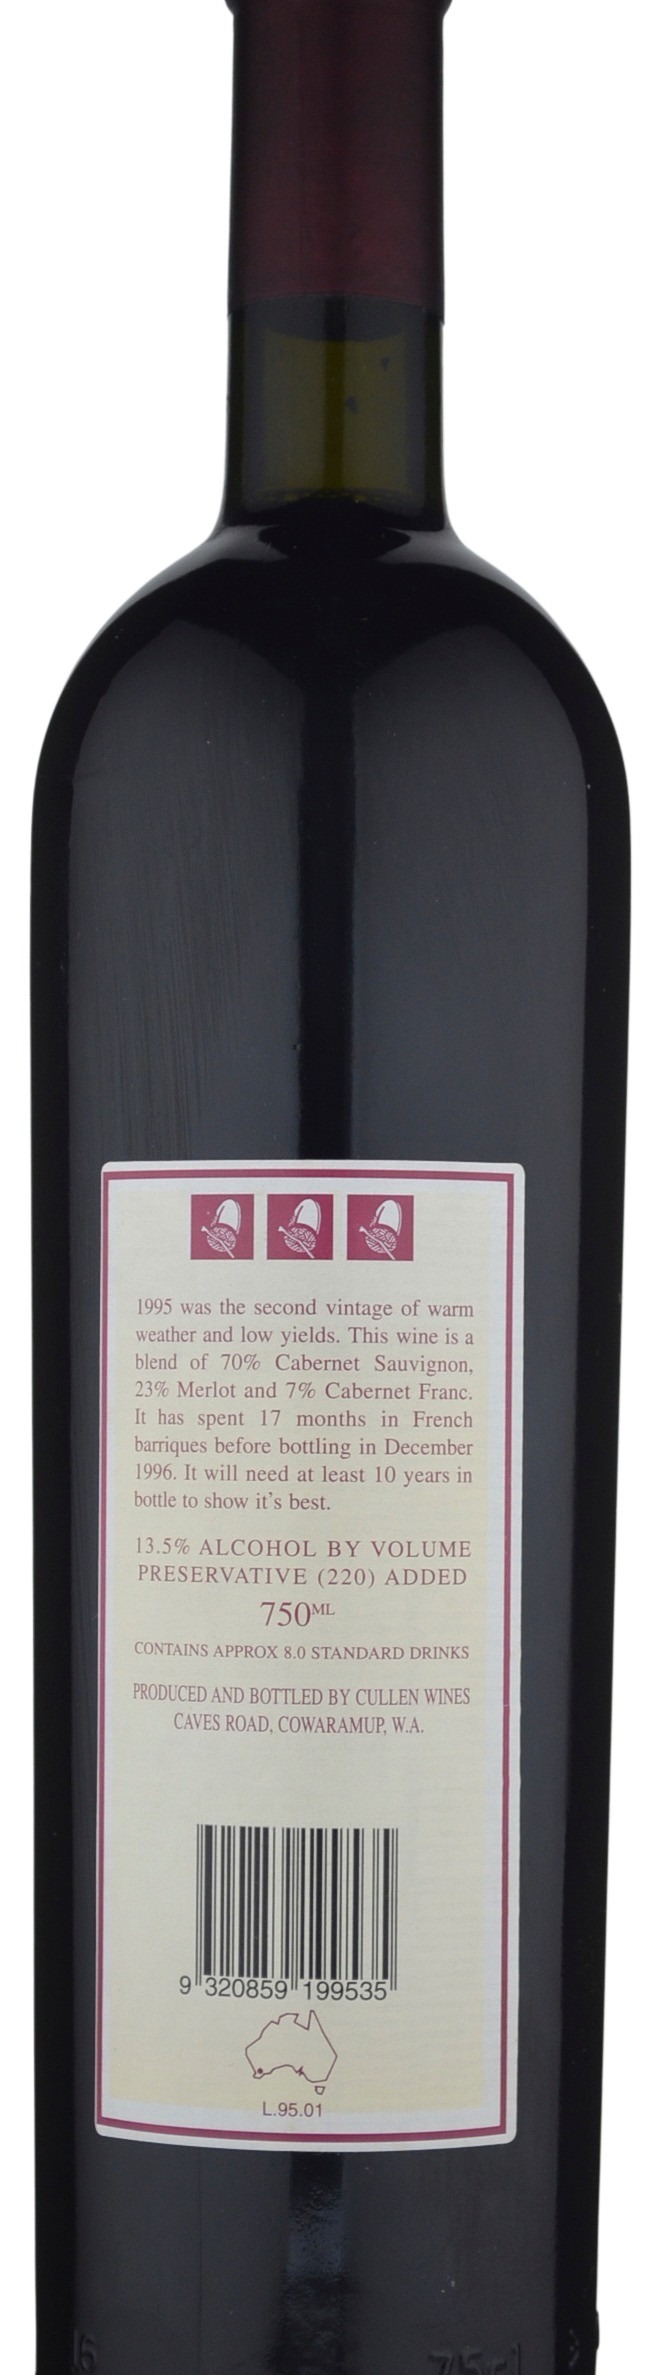 1995 was the second vintage of warm
weather and low yields. This wine is a
blend of 70% Cabernet Sauvignon,
23% Merlot and 7% Cabernet Franc.
It has spent 17 months in French
barriques before bottling in December
1996. It will need at least 10 years in
bottle to show it's best.
13.5% ALCOHOL BY VOLUME
PRESERVATIVE (220) ADDED
750ML
CONTAINS APPROX 8.0 STANDARD DRINKS
PRODUCED AND BOTTLED BY CULLEN WINES
CAVES ROAD, COWARAMUP, W.A.
9 320859 199535
L.95.01